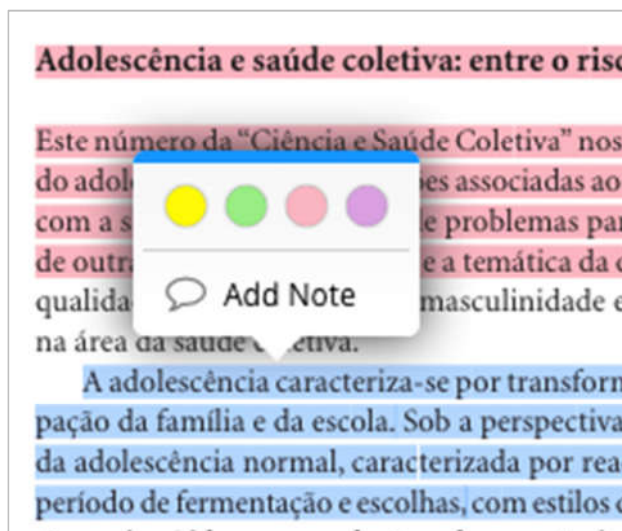 Adolescência e saúde coletiva: entre o risc
Este número da “Ciência e Saúde Coletiva” nos
do adol es associadas ao
com a s e problemas par
de outra e a temática da
qualida masculinidade e
na área da saúde coletiva.
Add Note
A adolescência caracteriza-se por transform
pação da família e da escola. Sob a perspectiva
da adolescência normal, caracterizada por rea
período de fermentação e escolhas, com estilos